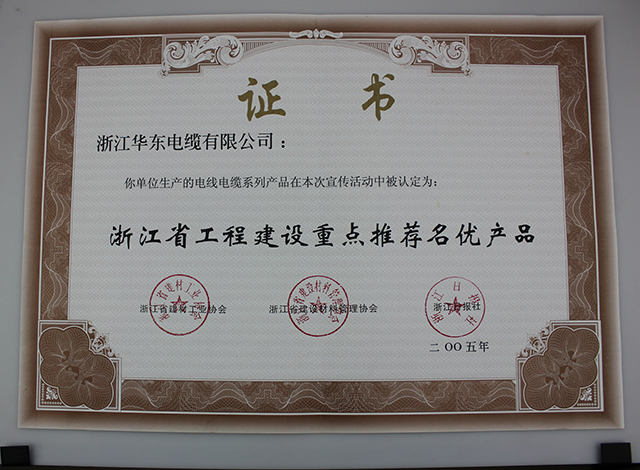 证书
浙江华东电缆有限公司：
你单位生产的电线电缆系列产品在本次宣传活动中被认定为：
浙江省工程建设重点推荐名优产品
浙江省建材工业协会 浙江省建设材料管理协会 浙江日报社
二〇〇五年